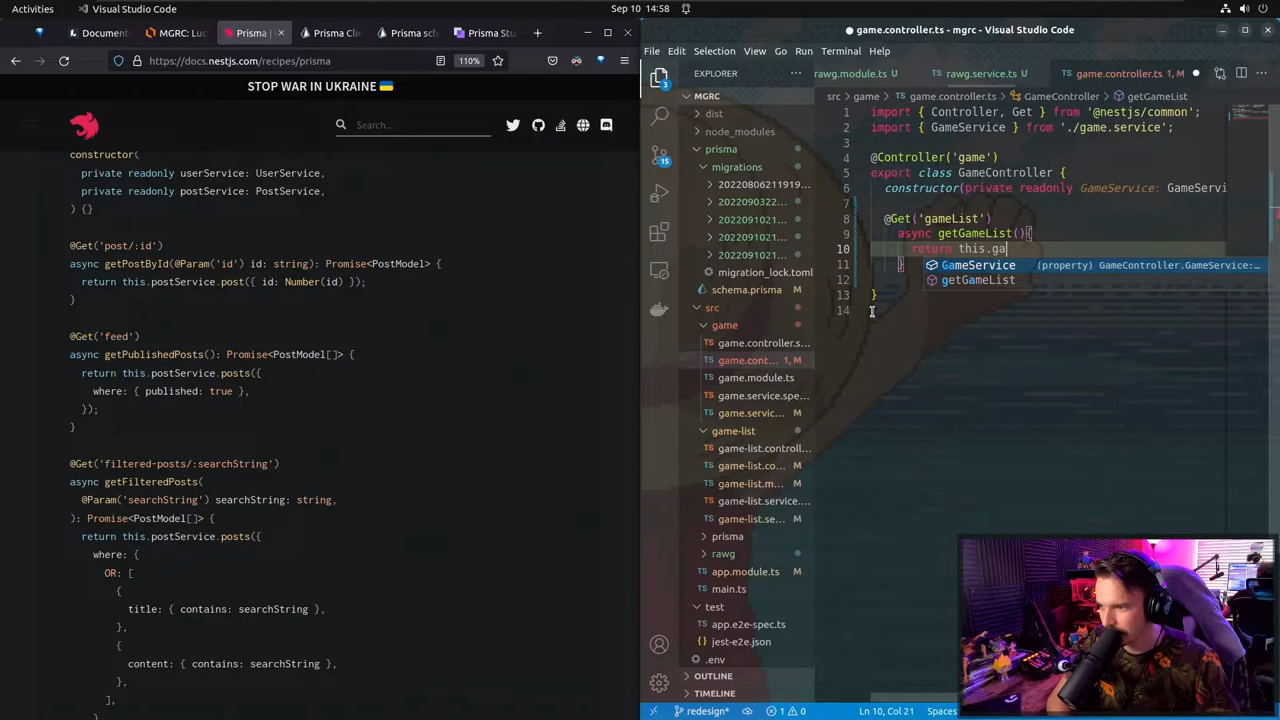 Activities
Visual Studio Code
Sep 10 14:58
Document
MGRC: Luc
Prisma |
Prisma Clie
Prisma sch
Prisma Stu
https://docs.nestjs.com/recipes/prisma
110%
STOP WAR IN UKRAINE
Search...
constructor(
private readonly userService: UserService,
private readonly postService: PostService,
) {}
@Get('post/:id')
async getPostById(@Param('id') id: string): Promise<PostModel> {
return this.postService.post({ id: Number(id) });
}
@Get('feed')
async getPublishedPosts(): Promise<PostModel[]> {
return this.postService.posts({
where: { published: true },
});
}
@Get('filtered-posts/:searchString')
async getFilteredPosts(
@Param('searchString') searchString: string,
): Promise<PostModel[]> {
return this.postService.posts({
where: {
OR: [
{
title: { contains: searchString },
},
{
content: { contains: searchString },
},
],
game.controller.ts - mgrc - Visual Studio Code
File Edit Selection View Go Run Terminal Help
EXPLORER
rawg.module.ts U
rawg.service.ts U
game.controller.ts 1, M
MGRC
dist
node_modules
prisma
migrations
20220806211919...
2022090322...
2022091021...
2022091021...
2022091021...
migration_lock.toml
schema.prisma
src
game
game.controller.s...
game.cont... 1, M
game.module.ts
game.service.spe...
game.servic... M
game-list
game-list.controll...
game-list.co... M
game-list.m... M
game-list.service....
game-list.se... M
prisma
rawg
app.module.ts M
main.ts
test
app.e2e-spec.ts
jest-e2e.json
.env
OUTLINE
TIMELINE
3
15
src > game > game.controller.ts > GameController > getGameList
1 import { Controller, Get } from '@nestjs/common';
2 import { GameService } from './game.service';
3
4 @Controller('game')
5 export class GameController {
6 constructor(private readonly GameService: GameServi
7
8 @Get('gameList')
9 async getGameList(){
10 return this.ga
11 }
12
13 }
14
GameService (property) GameController.GameService:...
getGameList
redesign*
1 0
Ln 10, Col 21
Spaces